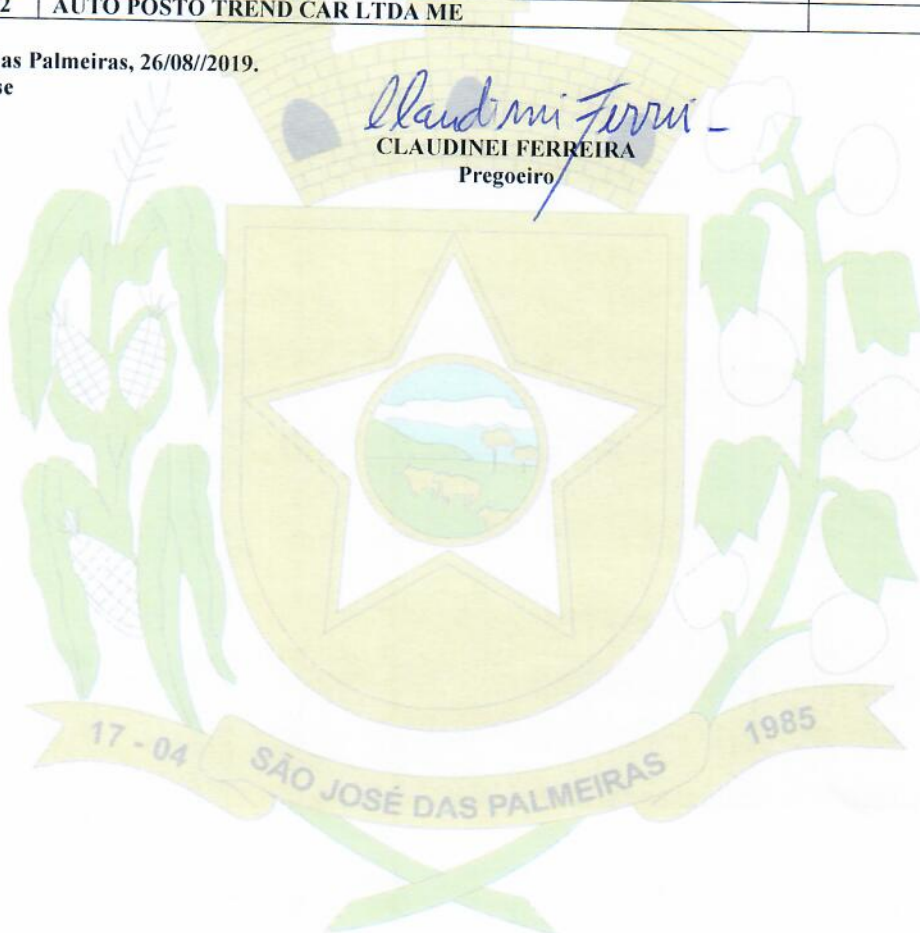 2 AUTO POSTO TREND CAR LTDA ME
as Palmeiras, 26/08//2019.
se
Claudinei Ferrei
CLAUDINEI FERREIRA
Pregoeiro
17 - 04 SÃO JOSÉ DAS PALMEIRAS 1985